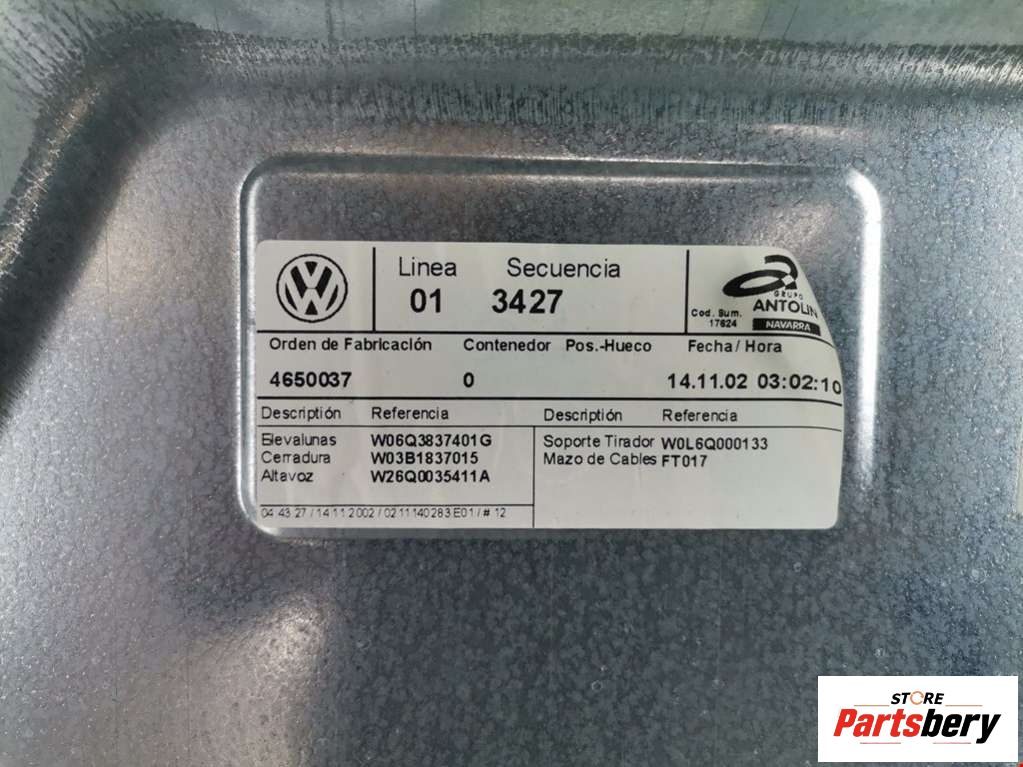 Linea Secuencia
01 3427
GRUPO
ANTOLIN
NAVARRA
Cod. Sum.
17624
Orden de Fabricación Contenedor Pos.-Hueco Fecha/ Hora
4650037 0 14.11.02 03:02:10
Descriptión Referencia
Elevalunas W06Q3837401G
Cerradura W03B1837015
Altavoz W26Q0035411A
Descriptión Referencia
Soporte Tirador W0L6Q000133
Mazo de Cables FT017
04 43 27 / 14 11 2002 / 0211140283 E01 / # 12
STORE
Partsbery